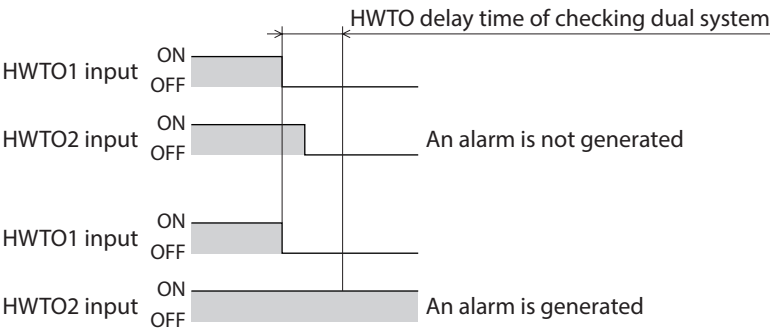 HWTO delay time of checking dual system
HWTO1 input ON
OFF
HWTO2 input ON
OFF An alarm is not generated
HWTO1 input ON
OFF
HWTO2 input ON
OFF An alarm is generated